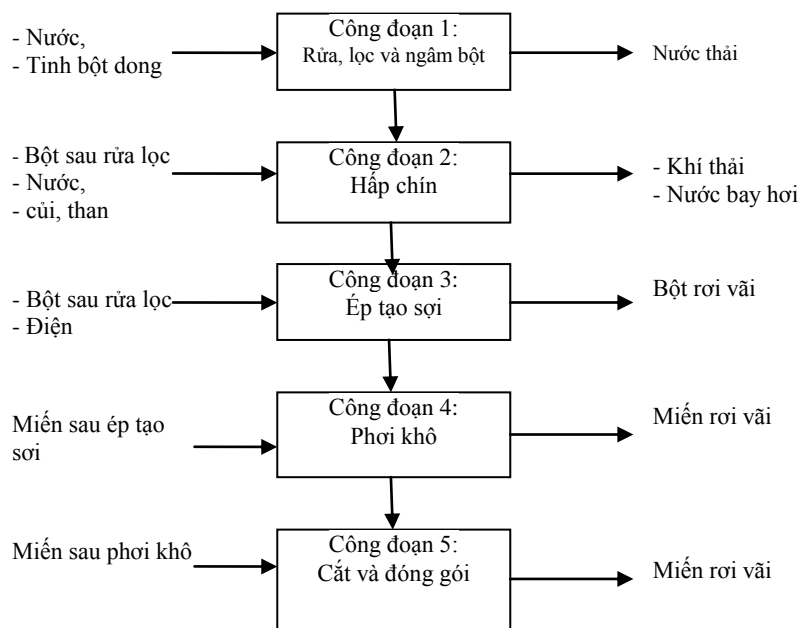 - Nước,
- Tinh bột dong
Công đoạn 1:
Rửa, lọc và ngâm bột
Nước thải
- Bột sau rửa lọc
- Nước,
- củi, than
Công đoạn 2:
Hấp chín
- Khí thải
- Nước bay hơi
- Bột sau rửa lọc
- Điện
Công đoạn 3:
Ép tạo sợi
Bột rơi vãi
Miến sau ép tạo
sơi
Công đoạn 4:
Phơi khô
Miến rơi vãi
Miến sau phơi khô
Công đoạn 5:
Cắt và đóng gói
Miến rơi vãi